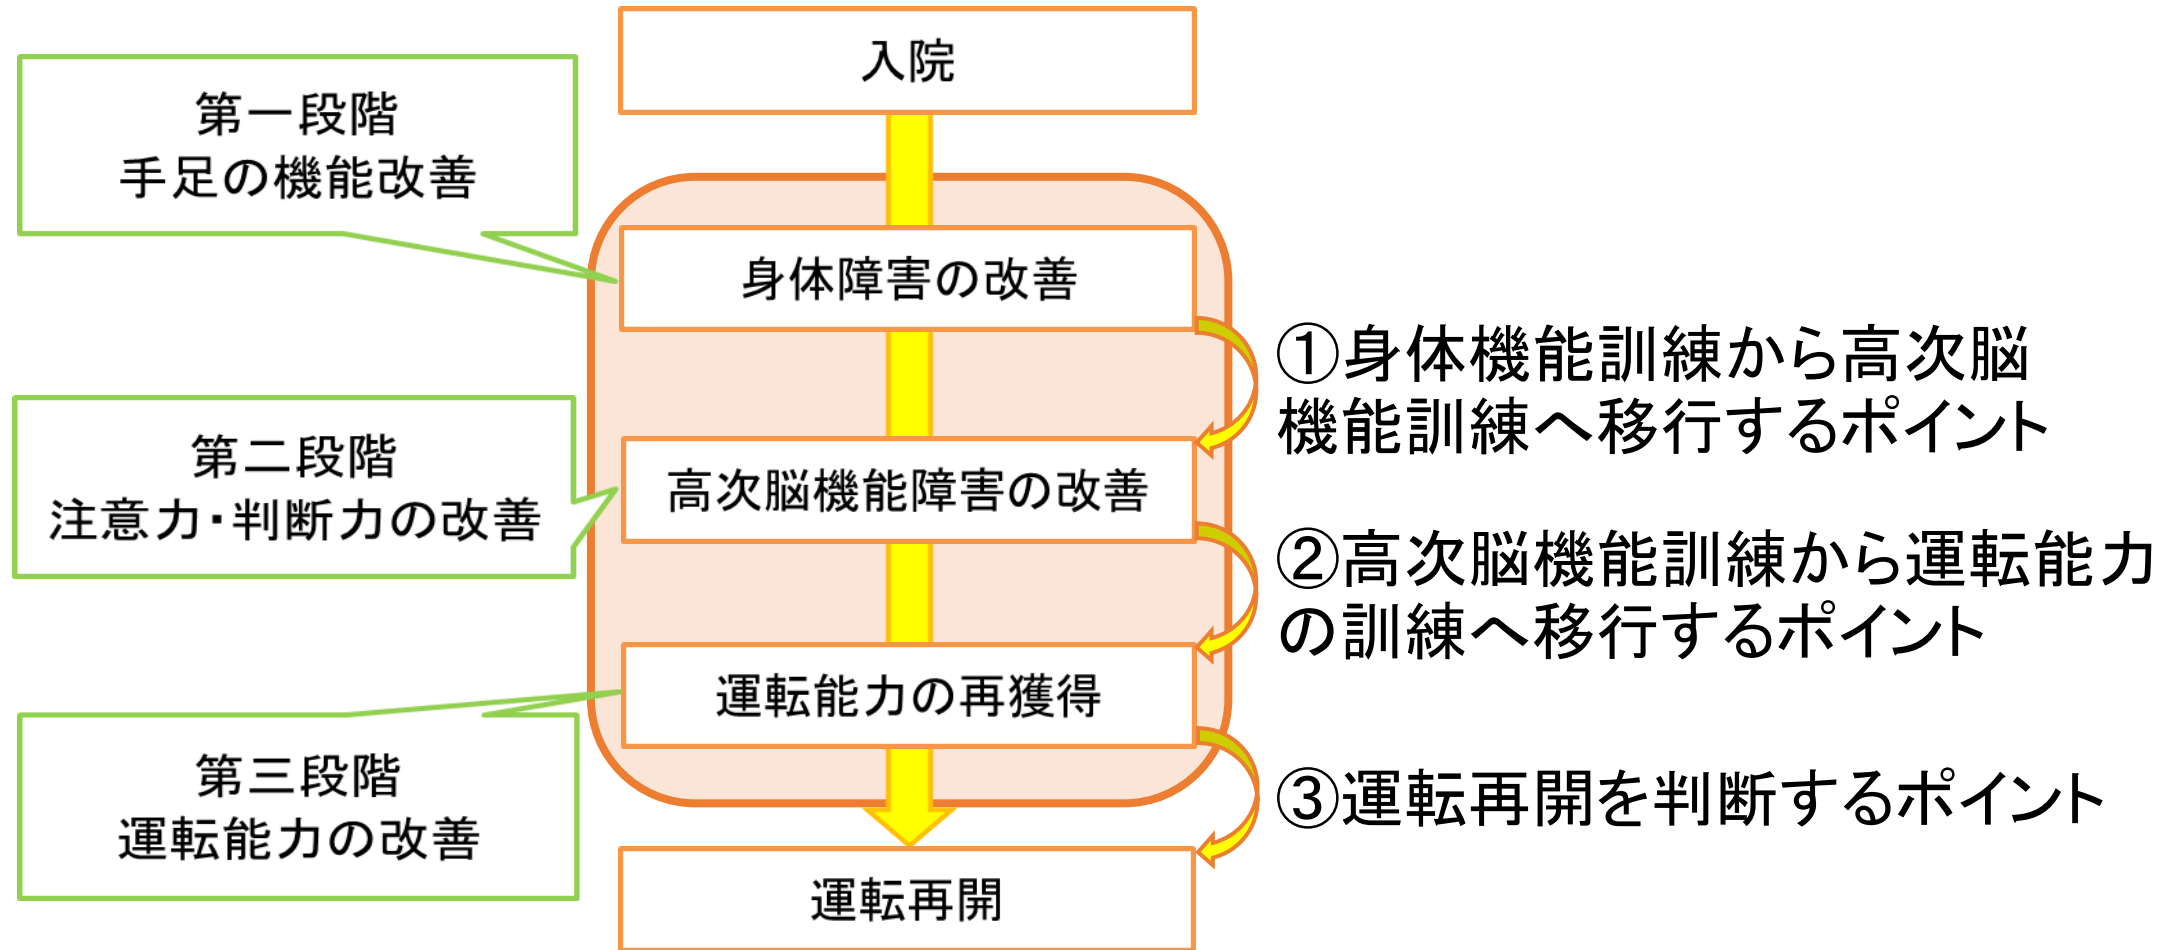 入院
第一段階
手足の機能改善
身体障害の改善
①身体機能訓練から高次脳
機能訓練へ移行するポイント
第二段階
注意力・判断力の改善
高次脳機能障害の改善
②高次脳機能訓練から運転能力
の訓練へ移行するポイント
運転能力の再獲得
第三段階
運転能力の改善
③運転再開を判断するポイント
運転再開